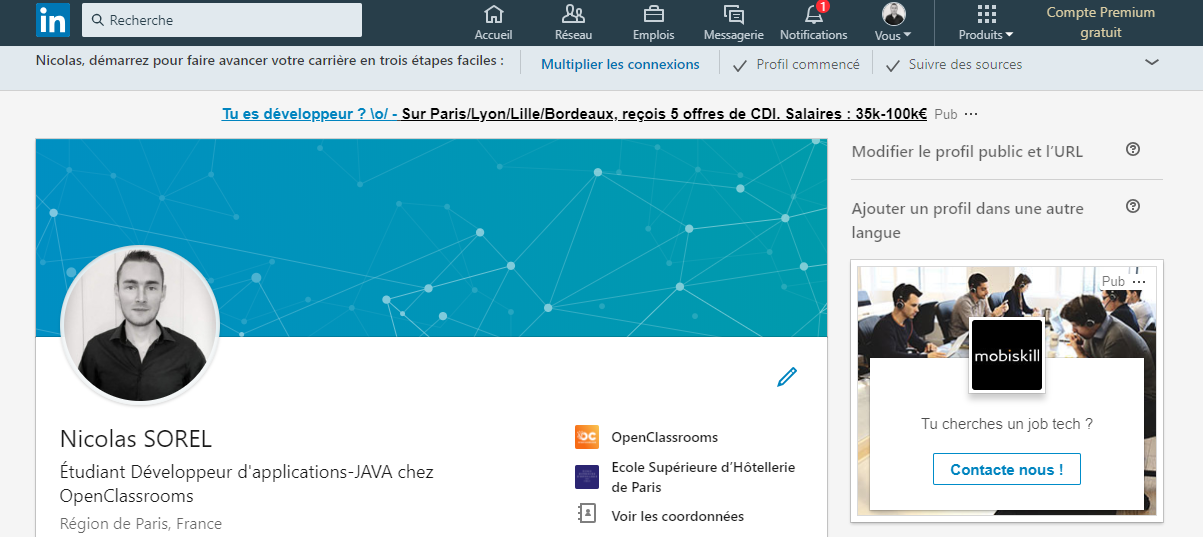 in
Recherche
Accueil
Réseau
Emplois
Messagerie
1
Notifications
Vous
Produits
Compte Premium
gratuit
Nicolas, démarrez pour faire avancer votre carrière en trois étapes faciles :
Multiplier les connexions
Profil commencé
Suivre des sources
Tu es développeur ? \o/ - Sur Paris/Lyon/Lille/Bordeaux, reçois 5 offres de CDI. Salaires : 35k-100k€
Pub
Modifier le profil public et l’URL
Ajouter un profil dans une autre
langue
Pub
mobiskill
Tu cherches un job tech ?
Contacte nous !
Nicolas SOREL
Étudiant Développeur d'applications-JAVA chez
OpenClassrooms
Région de Paris, France
OC
OpenClassrooms
Ecole Supérieure d’Hôtellerie
de Paris
Voir les coordonnées